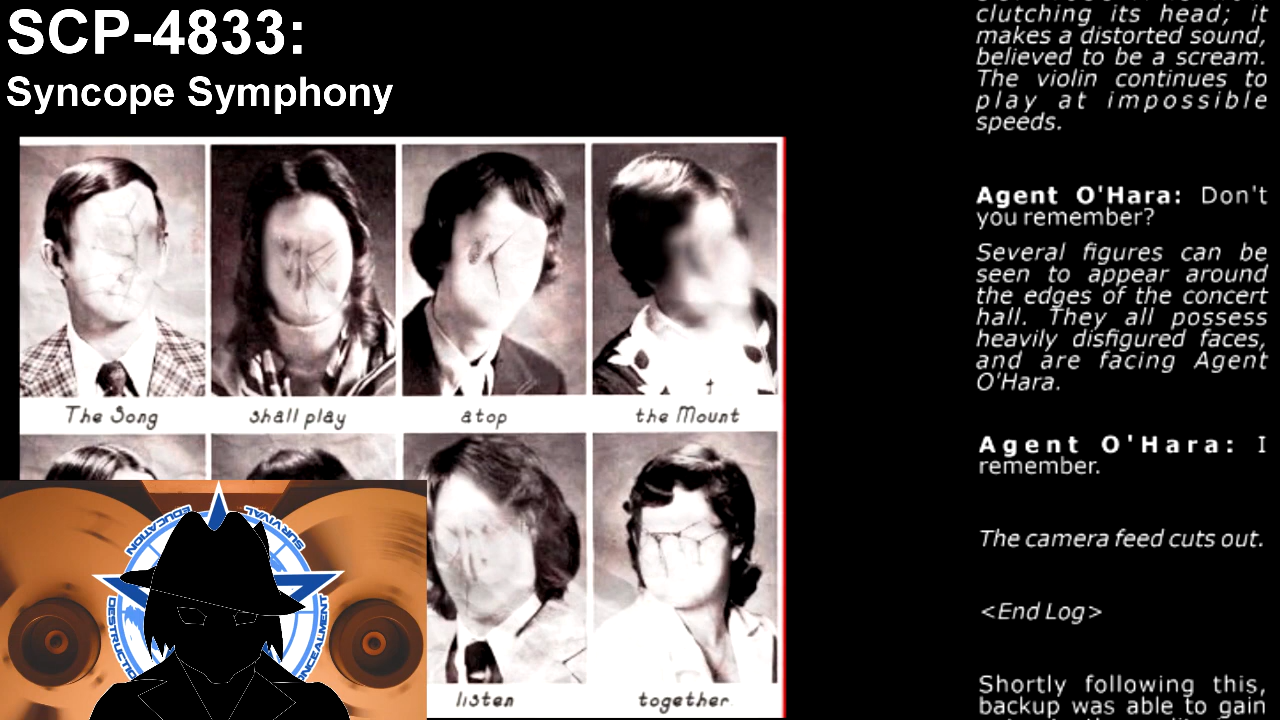 SCP-4833:
Syncope Symphony
The Song
shall play
atop
the Mount
listen
together
EDUCATION
SURVIVAL
clutching its head; it
makes a distorted sound,
believed to be a scream.
The violin continues to
play at impossible
speeds.
Agent O'Hara: Don't
you remember?
Several figures can be
seen to appear around
the edges of the concert
hall. They all possess
heavily disfigured faces,
and are facing Agent
O'Hara.
Agent O'Hara: I
remember.
The camera feed cuts out.
<End Log>
Shortly following this,
backup was able to gain